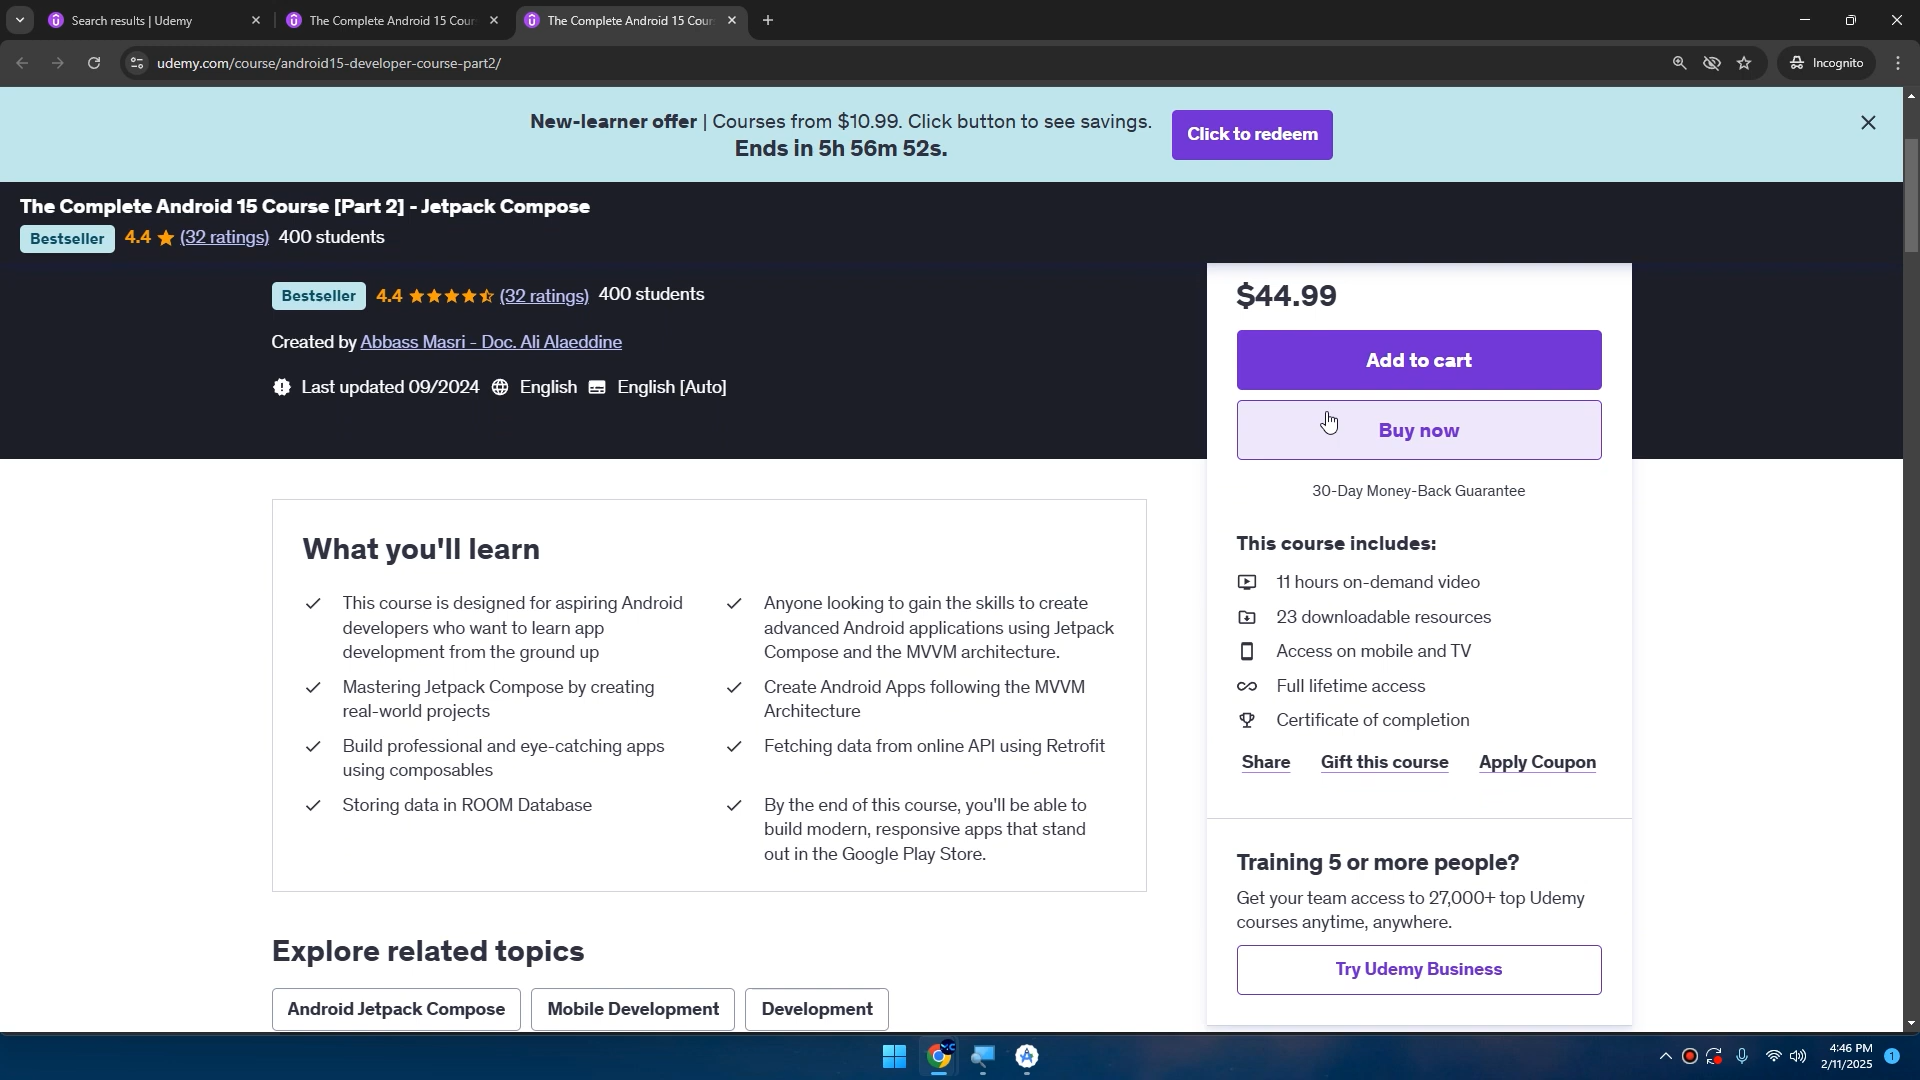 Search results | Udemy
The Complete Android 15 Cour
The Complete Android 15 Cour
udemy.com/course/android15-developer-course-part2/
Incognito
New-learner offer | Courses from $10.99. Click button to see savings.
Ends in 5h 56m 52s.
Click to redeem
The Complete Android 15 Course [Part 2] - Jetpack Compose
Bestseller 4.4 (32 ratings) 400 students
Bestseller 4.4 (32 ratings) 400 students
Created by Abbass Masri - Doc. Ali Alaeddine
Last updated 09/2024 English English [Auto]
$44.99
Add to cart
Buy now
30-Day Money-Back Guarantee
This course includes:
11 hours on-demand video
23 downloadable resources
Access on mobile and TV
Full lifetime access
Certificate of completion
Share Gift this course Apply Coupon
Training 5 or more people?
Get your team access to 27,000+ top Udemy
courses anytime, anywhere.
Try Udemy Business
What you'll learn
This course is designed for aspiring Android
developers who want to learn app
development from the ground up
Anyone looking to gain the skills to create
advanced Android applications using Jetpack
Compose and the MVVM architecture.
Mastering Jetpack Compose by creating
real-world projects
Create Android Apps following the MVVM
Architecture
Build professional and eye-catching apps
using composables
Fetching data from online API using Retrofit
Storing data in ROOM Database
By the end of this course, you'll be able to
build modern, responsive apps that stand
out in the Google Play Store.
Explore related topics
Android Jetpack Compose
Mobile Development
Development
4:46 PM
2/11/2025
1